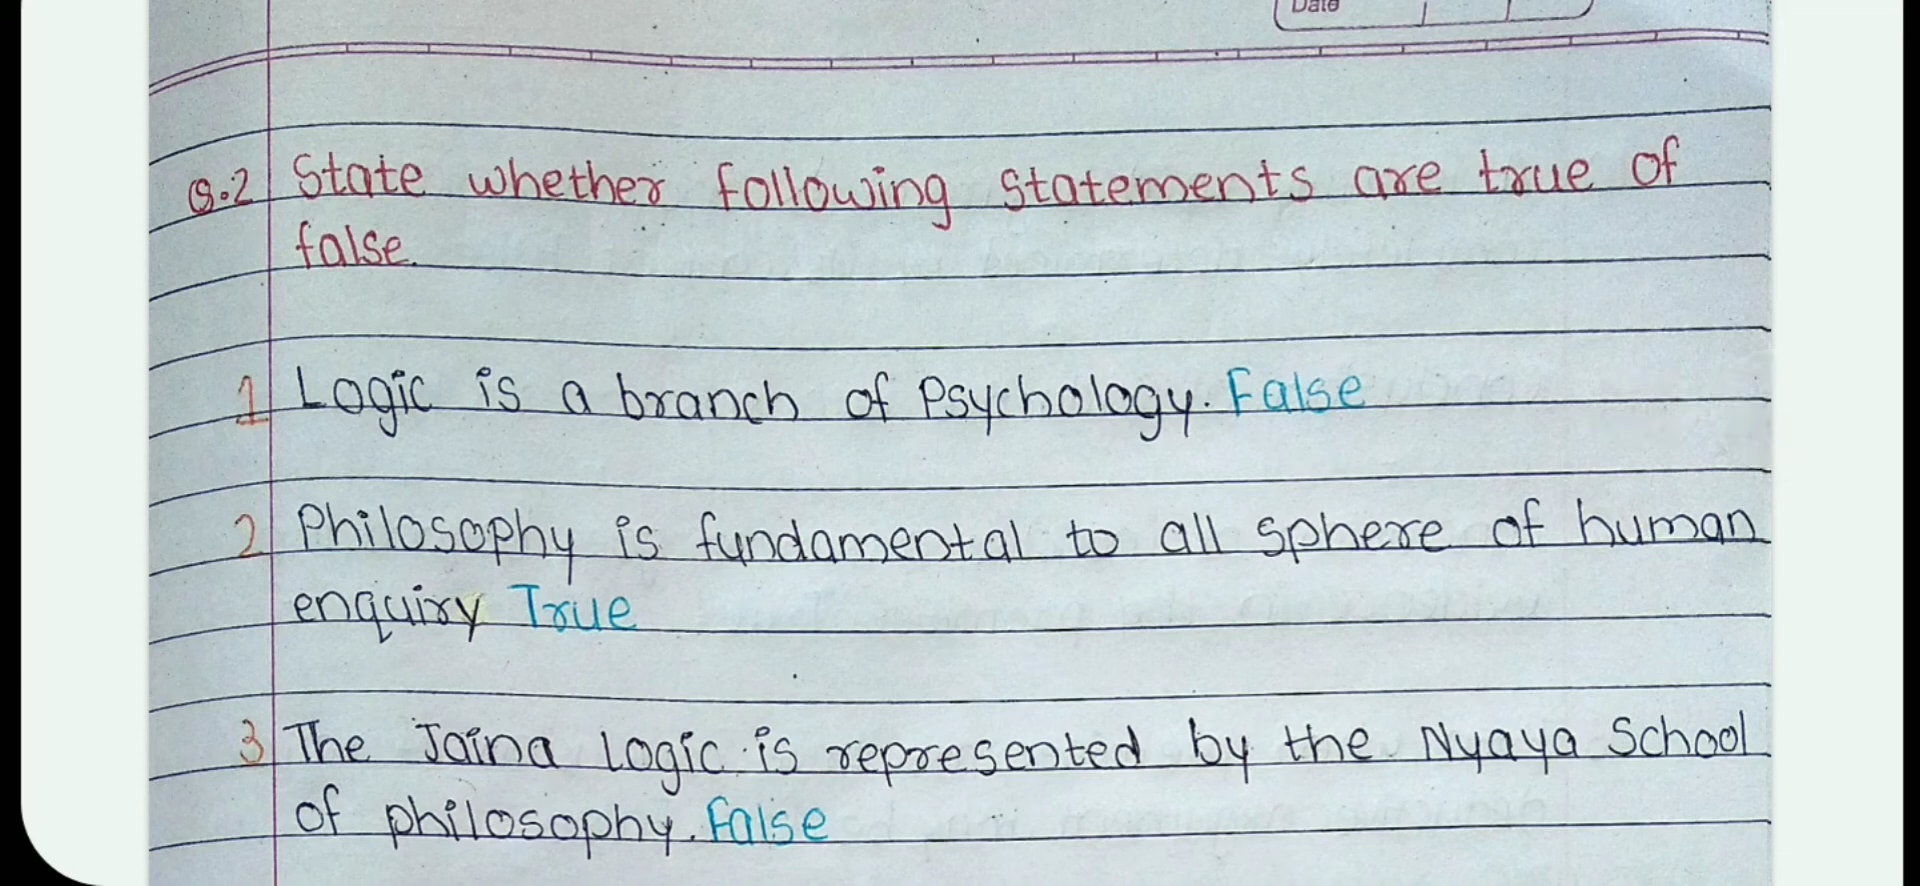 Date
Q.2 State whether following statements are true of
false.
1 Logic is a branch of Psychology. False
2 Philosophy is fundamental to all sphere of human
enquiry True
3 The Jaina logic is represented by the Nyaya School
of philosophy. False